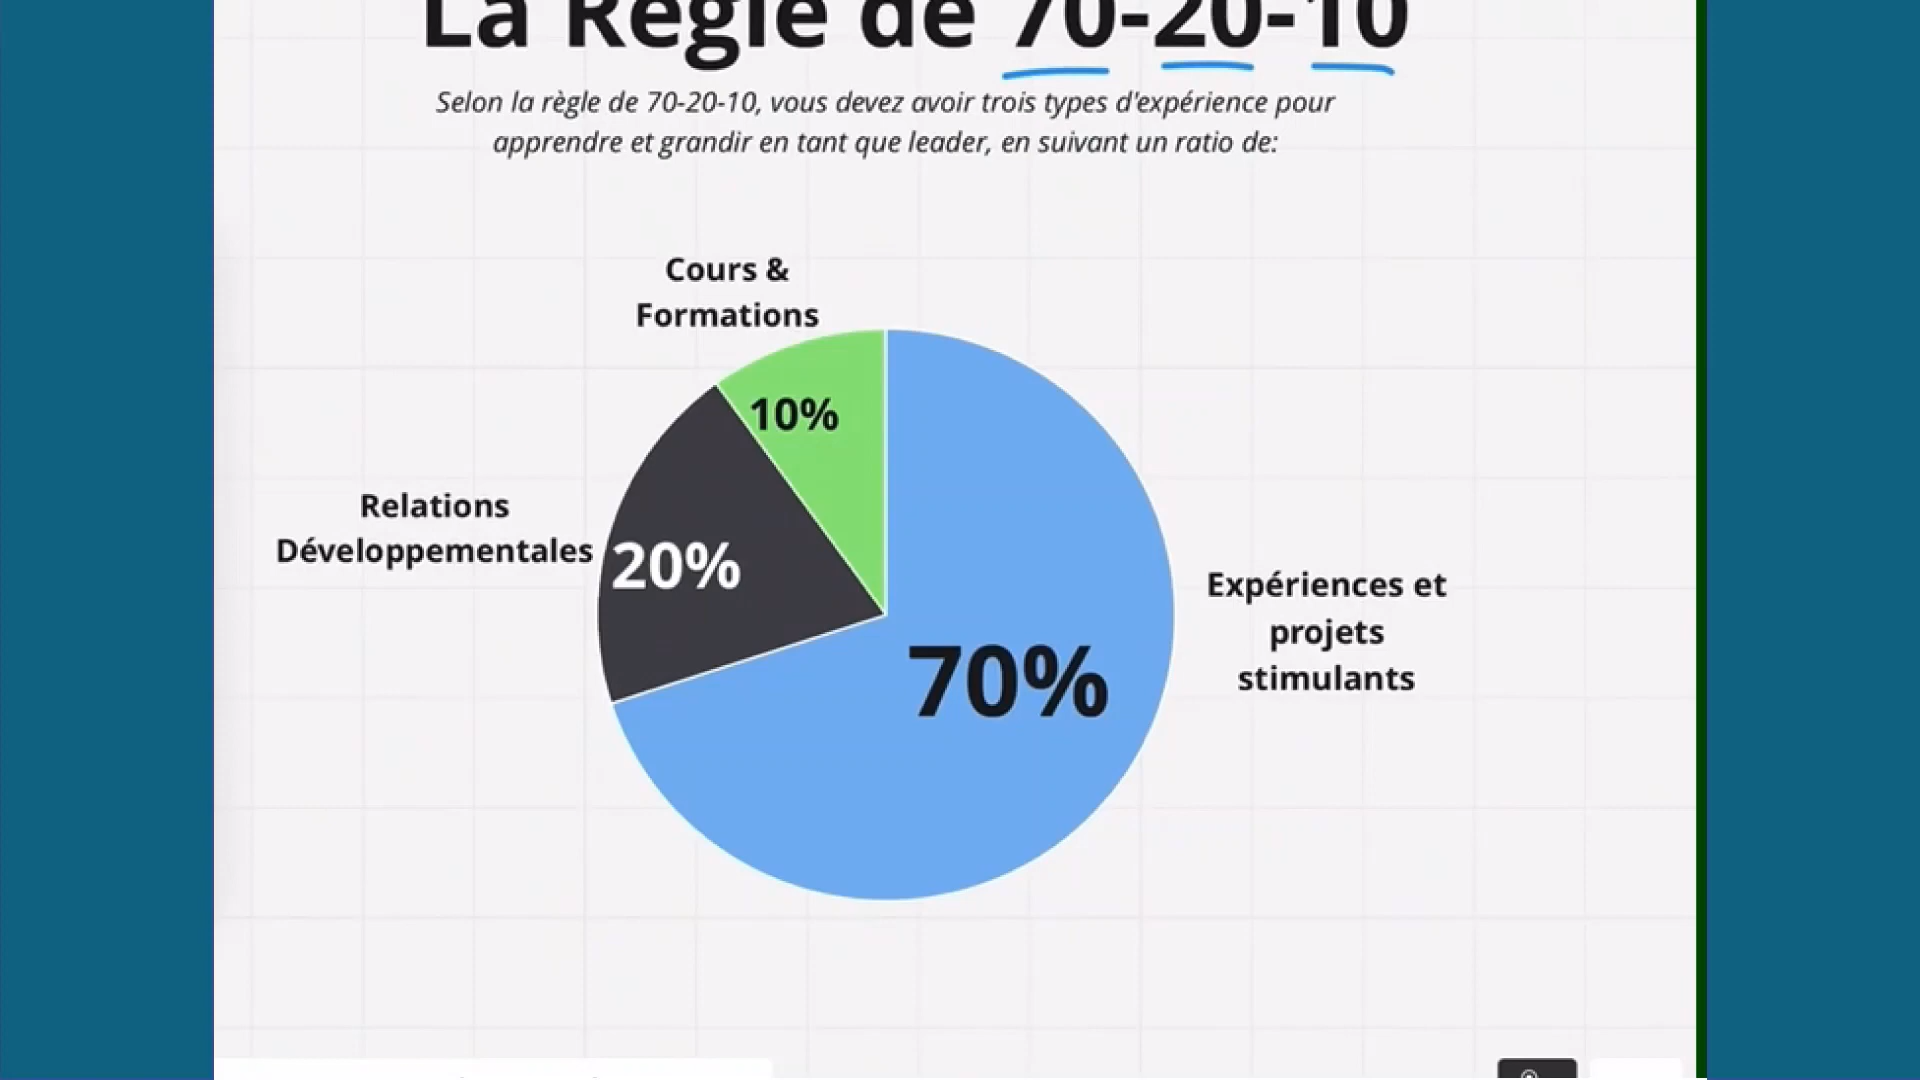 La Règle de 70-20-10
Selon la règle de 70-20-10, vous devez avoir trois types d'expérience pour
apprendre et grandir en tant que leader, en suivant un ratio de:
Cours &
Formations
10%
Relations
Développementales
20%
Expériences et
projets
stimulants
70%